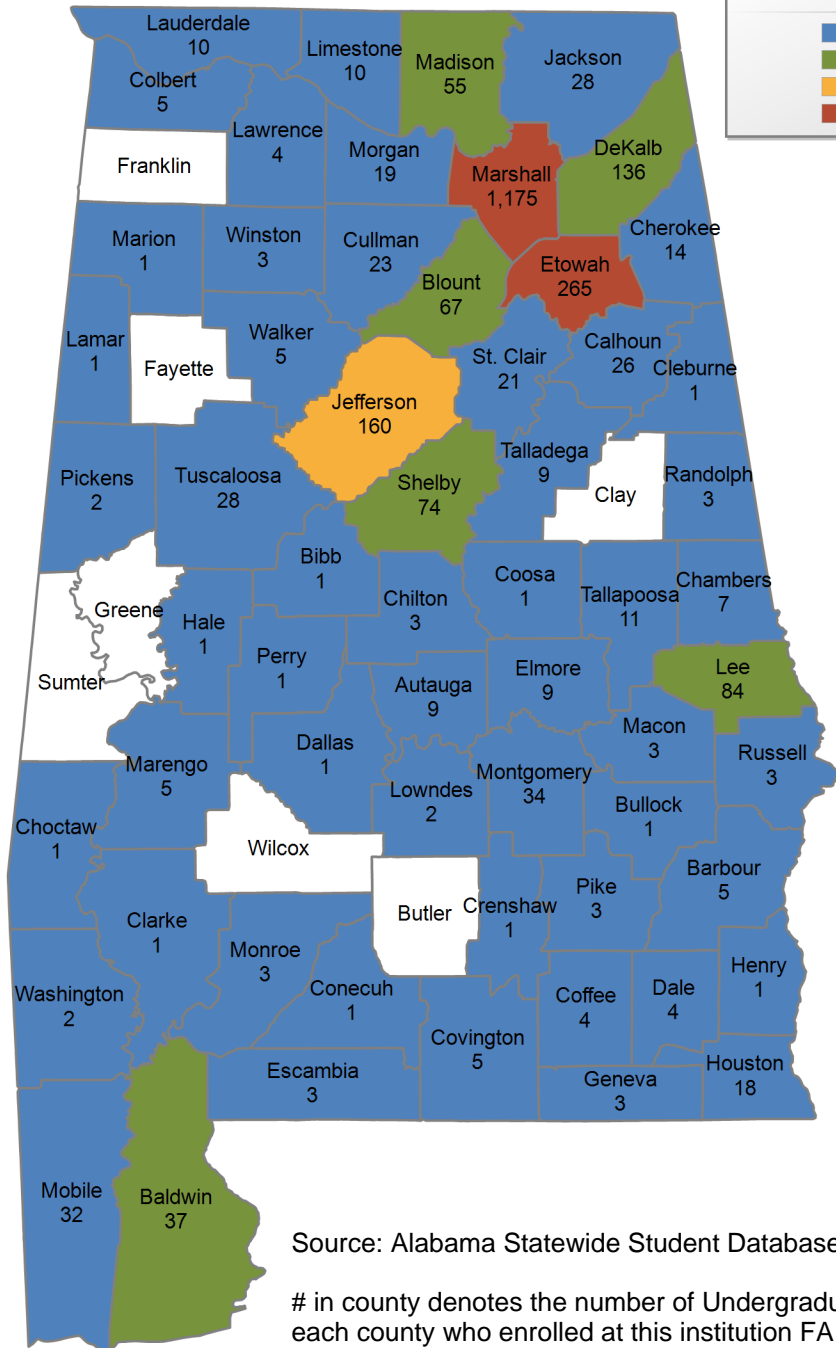 Lauderdale
10
Limestone
10
Madison
55
Jackson
28
Colbert
5
Lawrence
4
Morgan
19
Franklin
Marshall
1,175
DeKalb
136
Marion
1
Winston
3
Cullman
23
Cherokee
14
Etowah
265
Blount
67
Lamar
1
Fayette
Walker
5
St. Clair
21
Calhoun
26
Cleburne
1
Jefferson
160
Pickens
2
Tuscaloosa
28
Shelby
74
Talladega
9
Clay
Randolph
3
Bibb
1
Greene
Hale
1
Chilton
3
Coosa
1
Tallapoosa
11
Chambers
7
Sumter
Perry
1
Autauga
9
Elmore
9
Lee
84
Marengo
5
Dallas
1
Lowndes
2
Montgomery
34
Macon
3
Russell
3
Bullock
1
Choctaw
1
Wilcox
Butler
Crenshaw
1
Pike
3
Barbour
5
Clarke
1
Monroe
3
Conecuh
1
Washington
2
Covington
5
Coffee
4
Dale
4
Henry
1
Escambia
3
Geneva
3
Houston
18
Mobile
32
Baldwin
37
Source: Alabama Statewide Student Database
# in county denotes the number of Undergradu
each county who enrolled at this institution FA